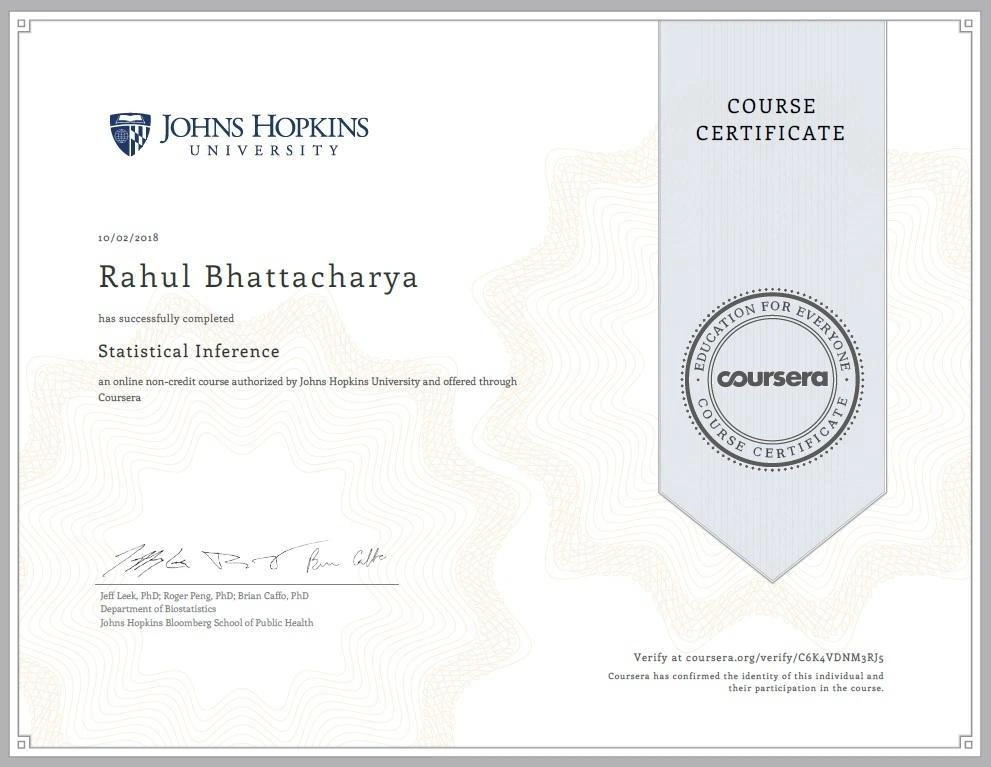 JOHNS HOPKINS
UNIVERSITY
COURSE
CERTIFICATE
10/02/2018
Rahul Bhattacharya
has successfully completed
Statistical Inference
an online non-credit course authorized by Johns Hopkins University and offered through
Coursera
EDUCATION FOR EVERYONE
coursera
COURSE CERTIFICATE
Jeff Leek, PhD; Roger Peng, PhD; Brian Caffo, PhD
Department of Biostatistics
Johns Hopkins Bloomberg School of Public Health
Verify at coursera.org/verify/C6K4VDNM3RJ5
Coursera has confirmed the identity of this individual and
their participation in the course.